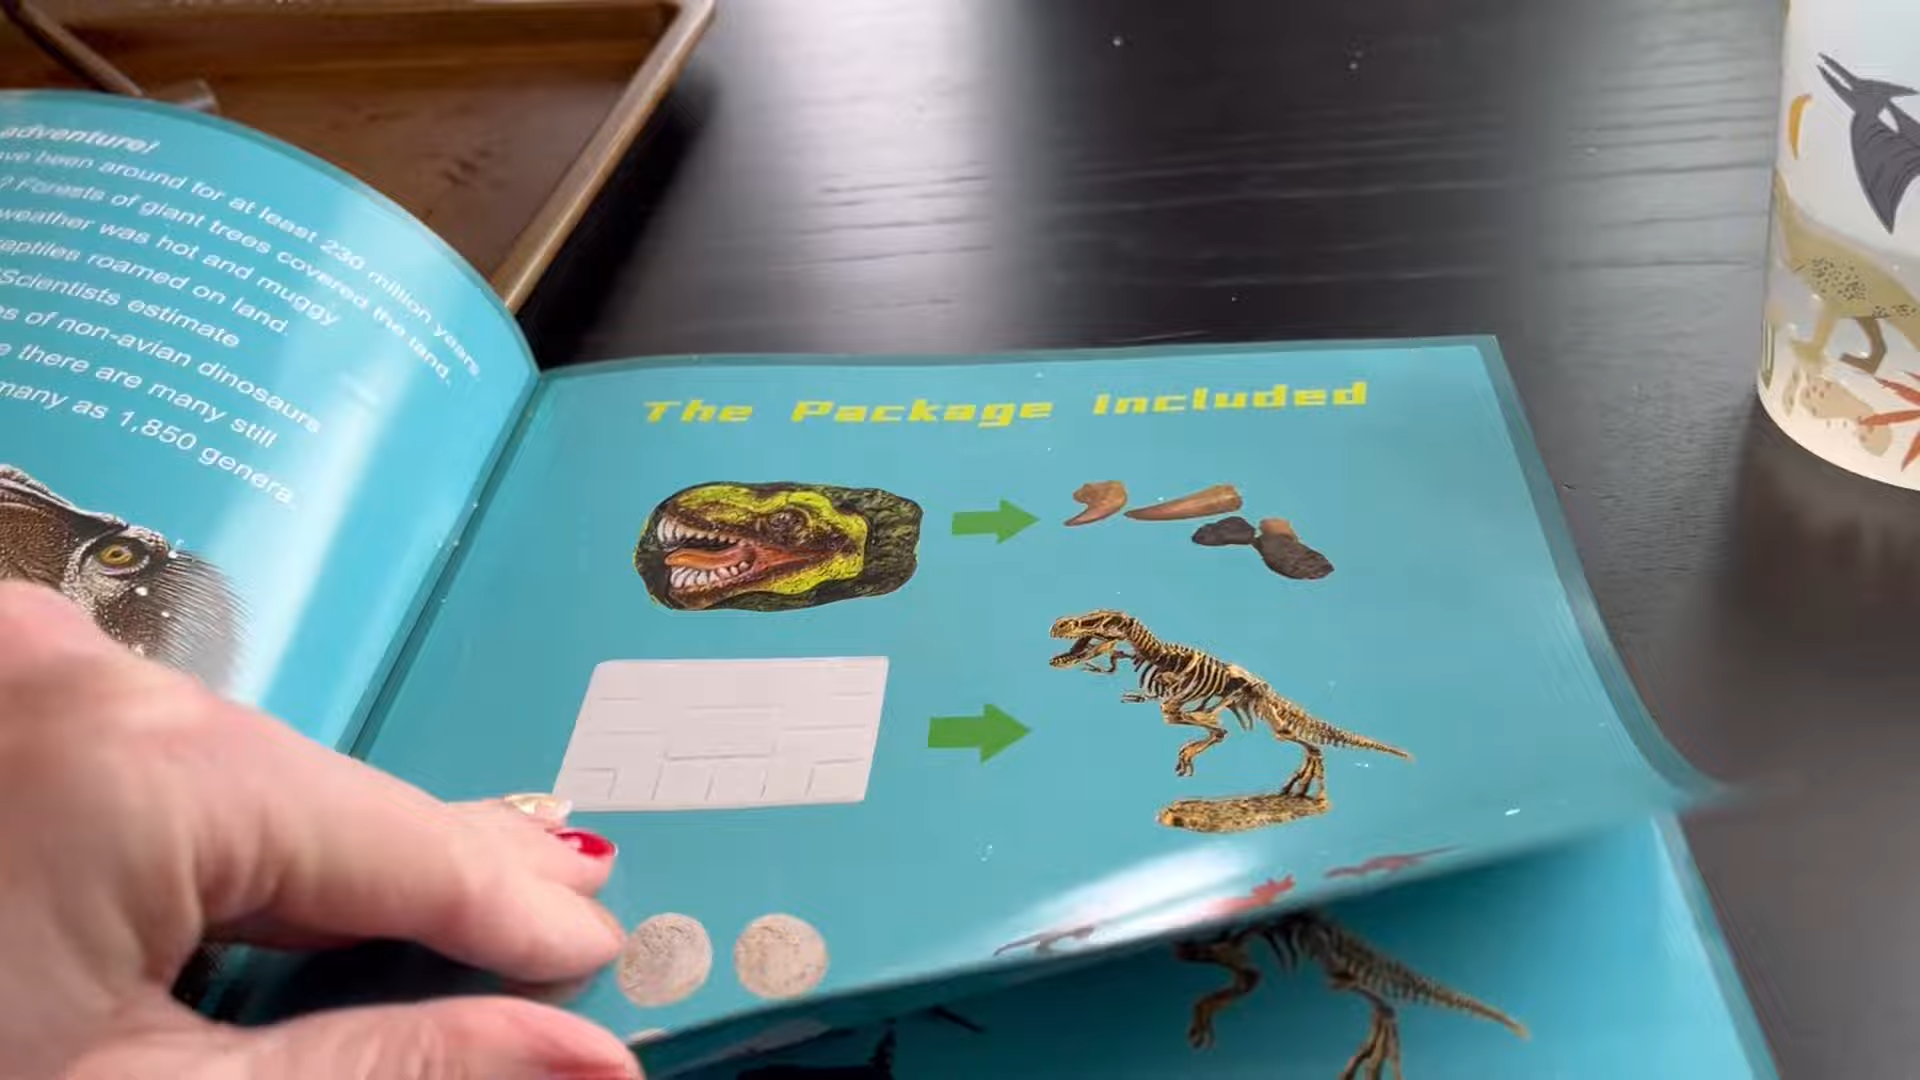 adventure!
have been around for at least 230 million years.
? Forests of giant trees covered the land.
weather was hot and muggy
reptiles roamed on land.
Scientists estimate
of non-avian dinosaurs
there are many still
many as 1,850 genera.
The Package Included